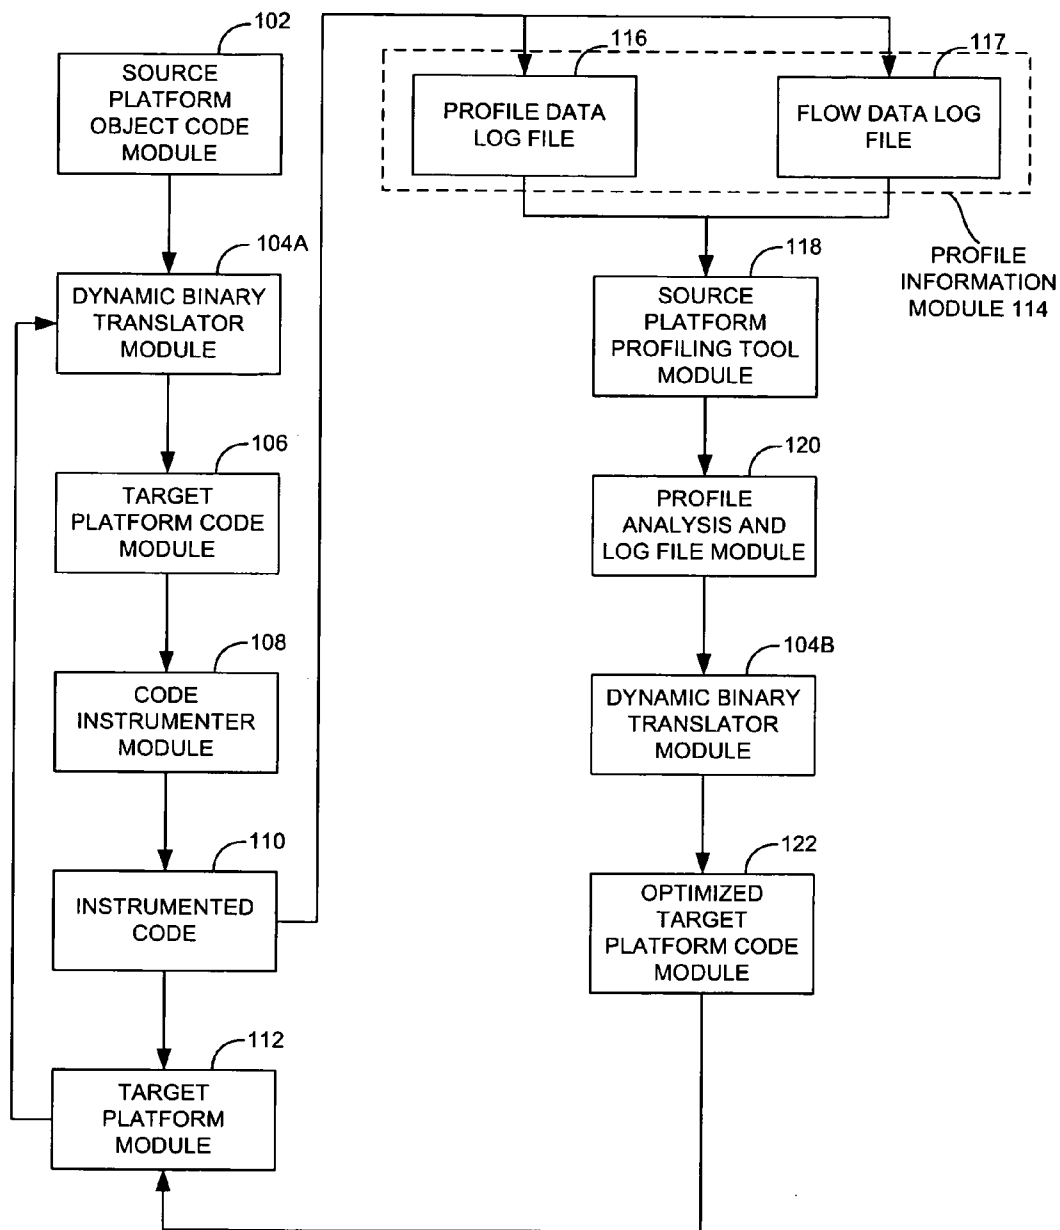 102
SOURCE
PLATFORM
OBJECT CODE
MODULE
104A
DYNAMIC BINARY
TRANSLATOR
MODULE
106
TARGET
PLATFORM CODE
MODULE
108
CODE
INSTRUMENTER
MODULE
110
INSTRUMENTED
CODE
112
TARGET
PLATFORM
MODULE
116
PROFILE DATA
LOG FILE
117
FLOW DATA LOG
FILE
PROFILE
INFORMATION
MODULE 114
118
SOURCE
PLATFORM
PROFILING TOOL
MODULE
120
PROFILE
ANALYSIS AND
LOG FILE MODULE
104B
DYNAMIC BINARY
TRANSLATOR
MODULE
122
OPTIMIZED
TARGET
PLATFORM CODE
MODULE